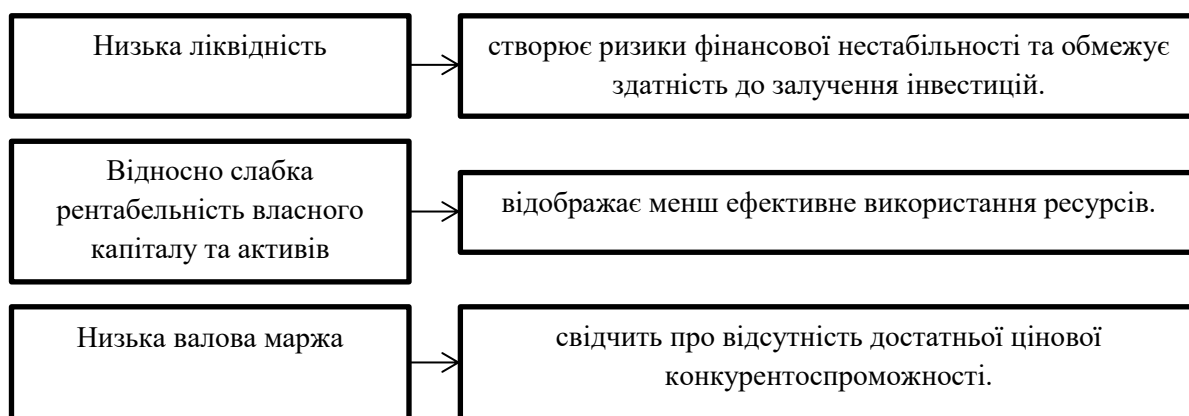 Низька ліквідність
створює ризики фінансової нестабільності та обмежує
здатність до залучення інвестицій.
Відносно слабка
рентабельність власного
капіталу та активів
відображає менш ефективне використання ресурсів.
Низька валова маржа
свідчить про відсутність достатньої цінової
конкурентоспроможності.